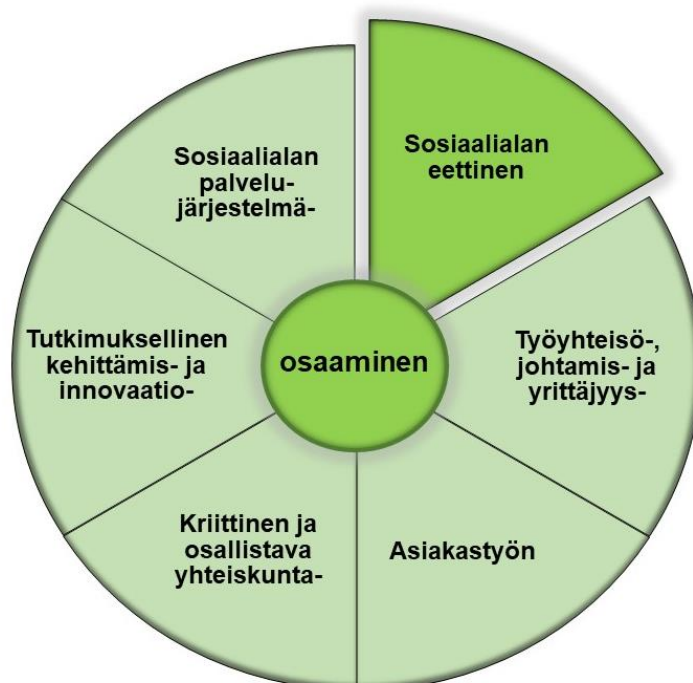 Sosiaalialan
eettinen
Työyhteisö-,
johtamis- ja
yrittäjyys-
Asiakastyön
Kriittinen ja
osallistava
yhteiskunta-
Tutkimuksellinen
kehittämis- ja
innovaatio-
Sosiaalialan
palvelu-
järjestelmä-
osaaminen